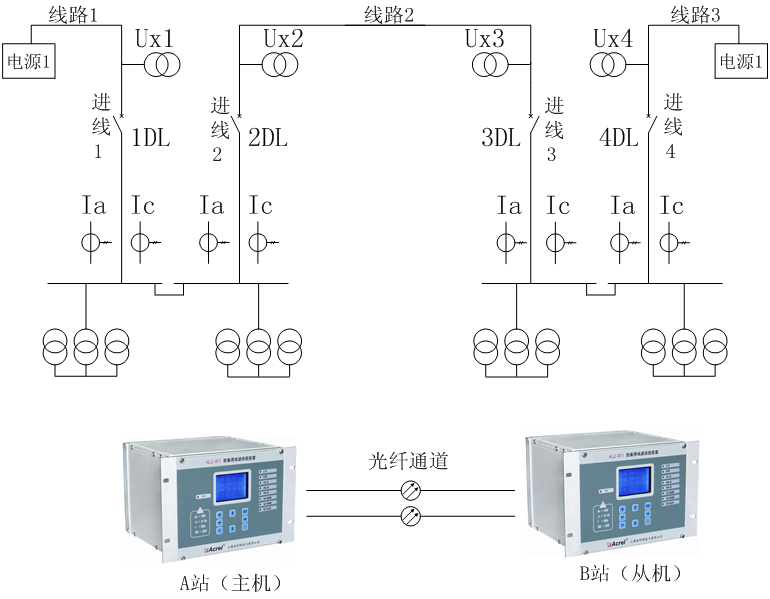 线路1
线路2
线路3
电源1
Ux1
Ux2
Ux3
Ux4
电源1
进线1
1DL
进线2
2DL
3DL
进线3
4DL
进线4
Ia
Ic
Ia
Ic
Ia
Ic
Ia
Ic
光纤通道
Acrel
Acrel
A站（主机）
B站（从机）